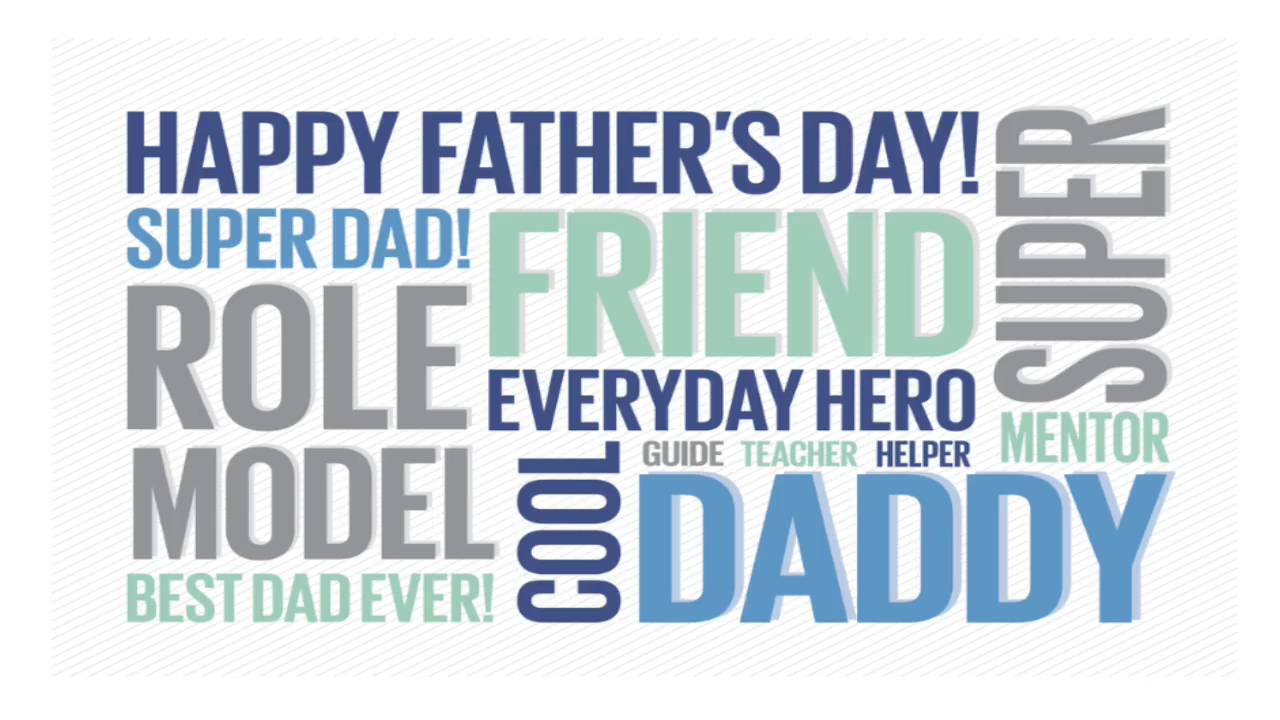 HAPPY FATHER'S DAY!
SUPER DAD!
FRIEND
SUPER
ROLE
MODEL
EVERYDAY HERO
COOL
GUIDE TEACHER HELPER
MENTOR
DADDY
BEST DAD EVER!